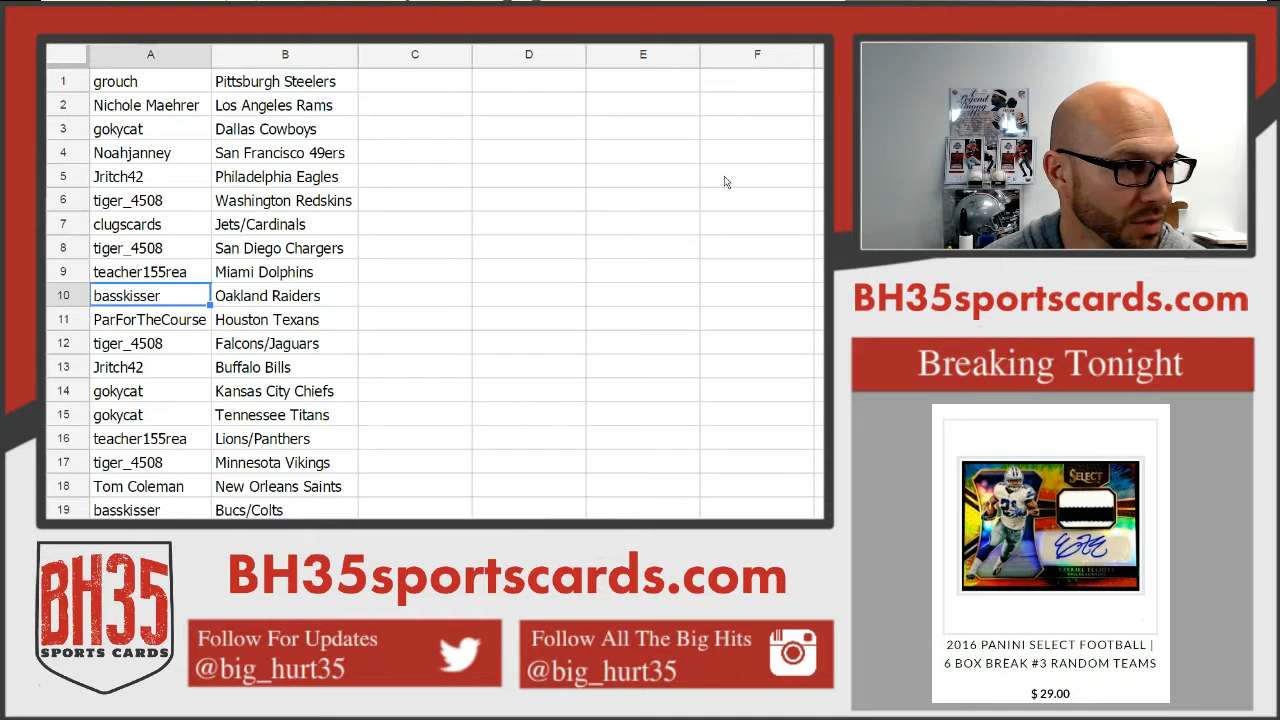 A B C D E F
1 grouch Pittsburgh Steelers
2 Nichole Maehrer Los Angeles Rams
3 gokycat Dallas Cowboys
4 Noahjanney San Francisco 49ers
5 Jritch42 Philadelphia Eagles
6 tiger_4508 Washington Redskins
7 clugscards Jets/Cardinals
8 tiger_4508 San Diego Chargers
9 teacher155rea Miami Dolphins
10 basskisser Oakland Raiders
11 ParForTheCourse Houston Texans
12 tiger_4508 Falcons/Jaguars
13 Jritch42 Buffalo Bills
14 gokycat Kansas City Chiefs
15 gokycat Tennessee Titans
16 teacher155rea Lions/Panthers
17 tiger_4508 Minnesota Vikings
18 Tom Coleman New Orleans Saints
19 basskisser Bucs/Colts
BH35sportscards.com
Breaking Tonight
SELECT
EZEKIEL ELLIOTT
2016 PANINI SELECT FOOTBALL |
6 BOX BREAK #3 RANDOM TEAMS
$ 29.00
BH35
SPORTS CARDS
BH35sportscards.com
Follow For Updates
@big_hurt35
Follow All The Big Hits
@big_hurt35